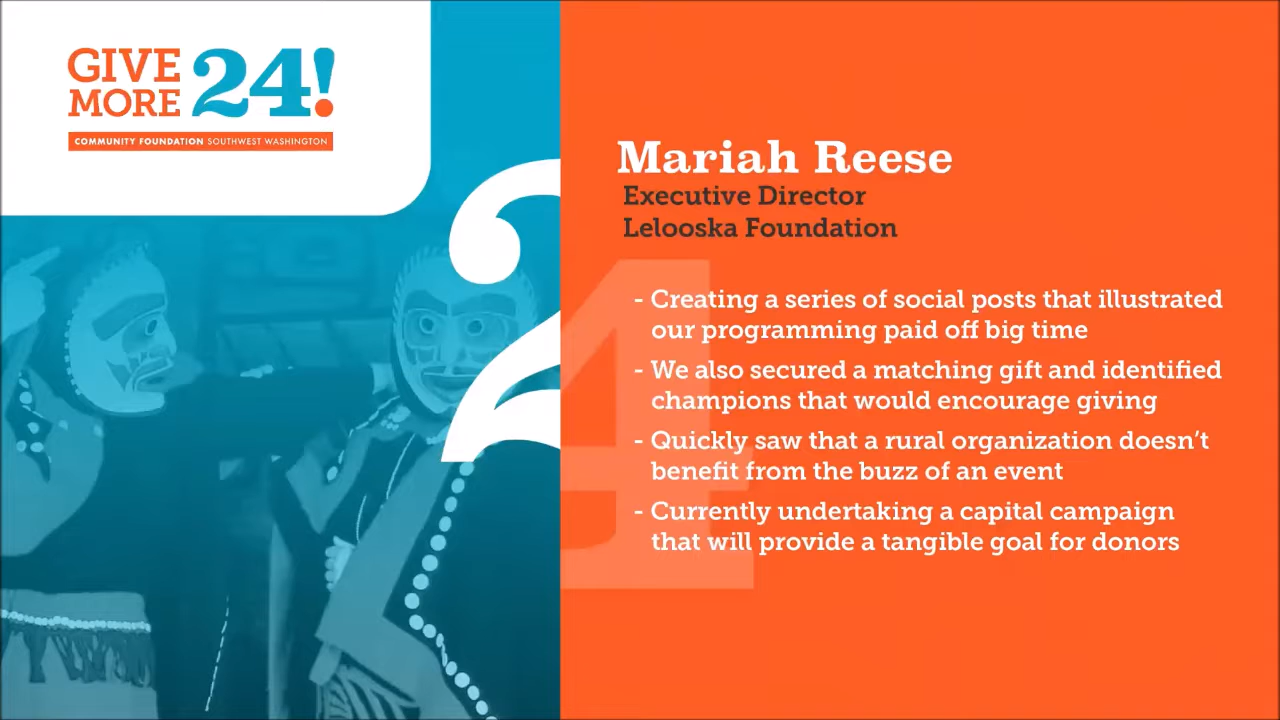 GIVE
MORE
24!
COMMUNITY FOUNDATION SOUTHWEST WASHINGTON
Mariah Reese
Executive Director
Lelooska Foundation
- Creating a series of social posts that illustrated
our programming paid off big time
- We also secured a matching gift and identified
champions that would encourage giving
- Quickly saw that a rural organization doesn’t
benefit from the buzz of an event
- Currently undertaking a capital campaign
that will provide a tangible goal for donors
24